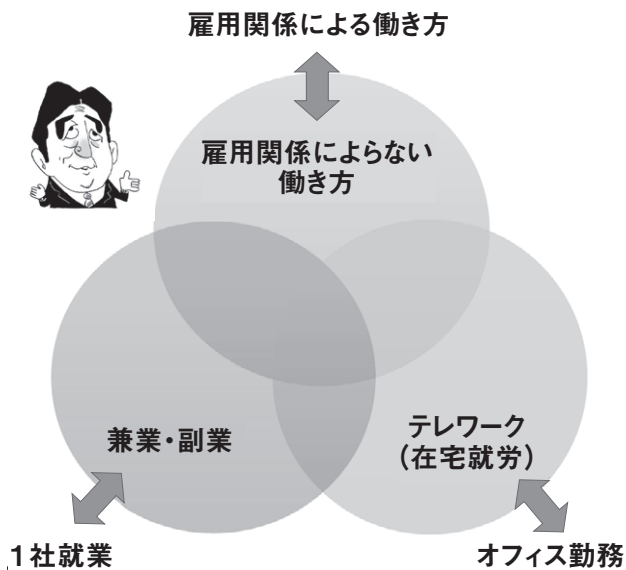 雇用関係による働き方
雇用関係によらない
働き方
兼業・副業
テレワーク
（在宅就労）
1社就業
オフィス勤務